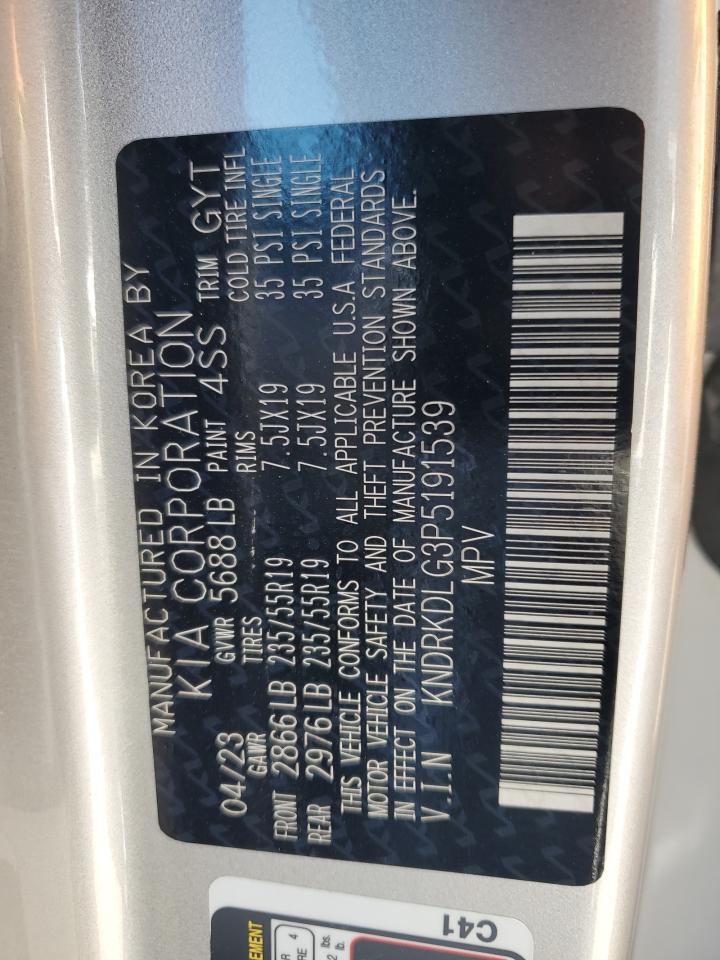 MANUFACTURED IN KOREA BY
KIA CORPORATION
04/23 GVWR 5688 LB PAINT 4SS TRIM GYT
GAWR TIRES RIMS COLD TIRE INFL
FRONT 2866 LB 235/55R19 7.5JX19 35 PSI SINGLE
REAR 2976 LB 235/55R19 7.5JX19 35 PSI SINGLE
THIS VEHICLE CONFORMS TO ALL APPLICABLE U.S.A FEDERAL
MOTOR VEHICLE SAFETY AND THEFT PREVENTION STANDARDS
IN EFFECT ON THE DATE OF MANUFACTURE SHOWN ABOVE.
V.I.N KNDRKDLG3P5191539
MPV
C41
lbs.
lb.